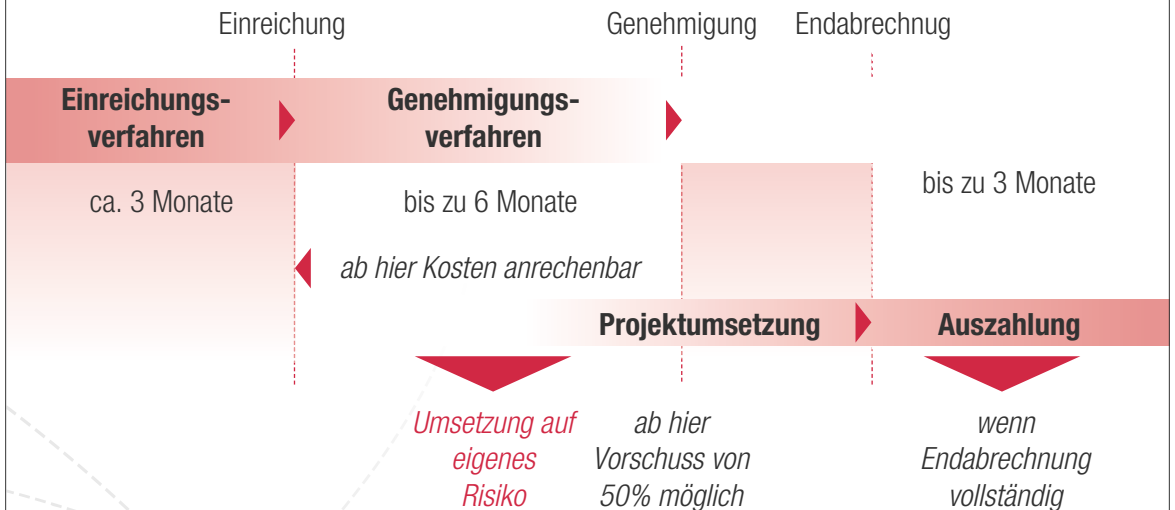 Einreichung
Genehmigung
Endabrechnug
Einreichungs-
verfahren
Genehmigungs-
verfahren
ca. 3 Monate
bis zu 6 Monate
bis zu 3 Monate
ab hier Kosten anrechenbar
Projektumsetzung
Auszahlung
Umsetzung auf
eigenes
Risiko
ab hier
Vorschuss von
50% möglich
wenn
Endabrechnung
vollständig